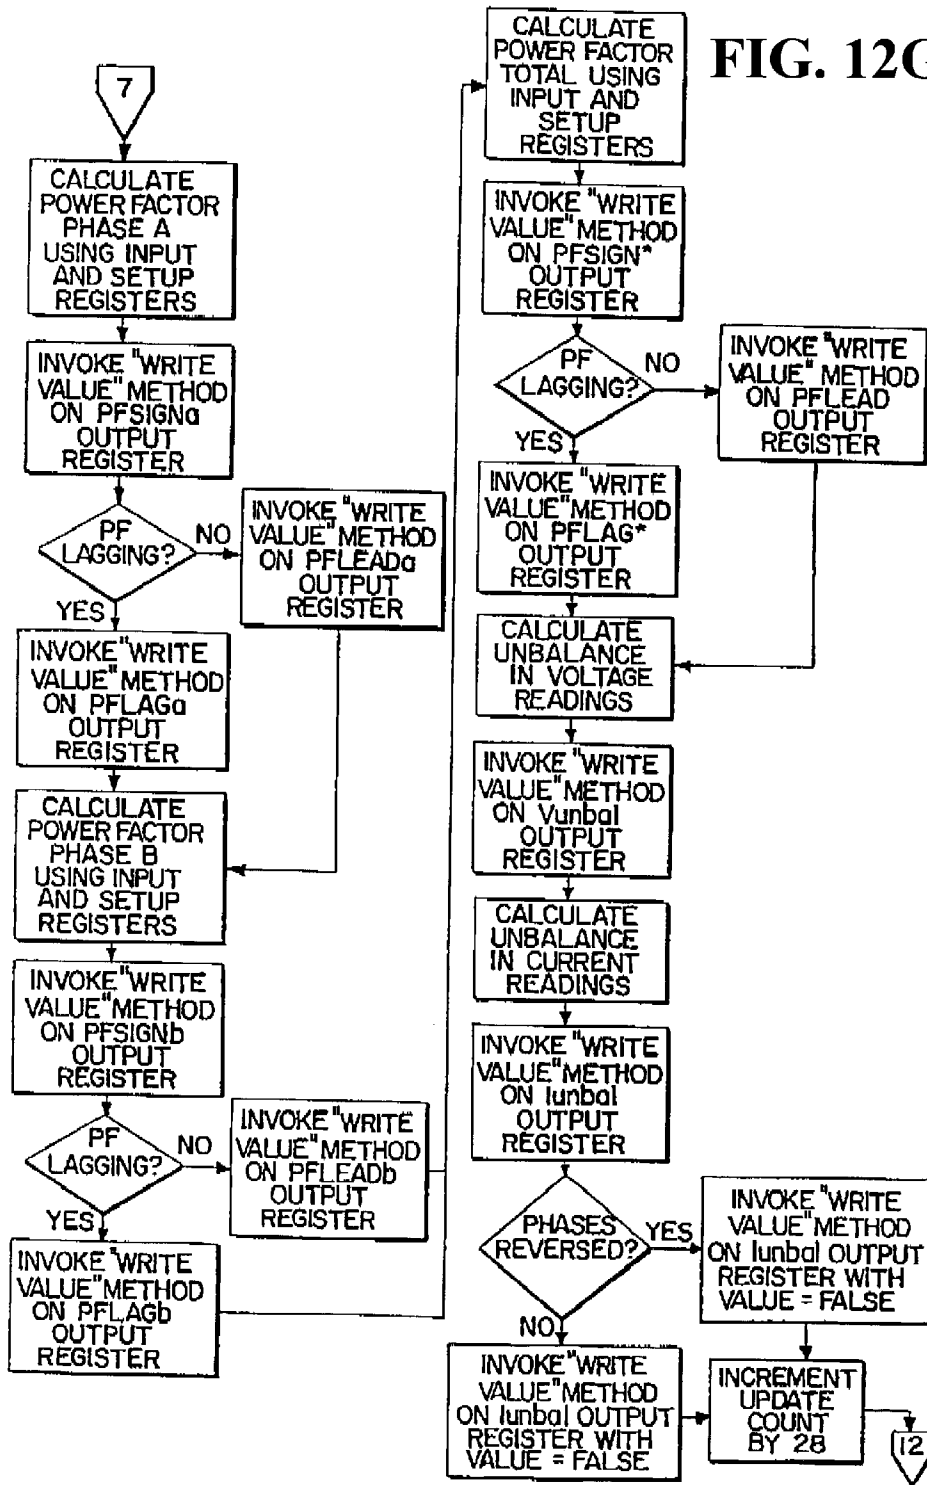 FIG. 12G
7
CALCULATE
POWER FACTOR
PHASE A
USING INPUT
AND SETUP
REGISTERS
INVOKE "WRITE
VALUE" METHOD
ON PFSIGNa
OUTPUT
REGISTER
PF
LAGGING?
NO
YES
INVOKE "WRITE
VALUE" METHOD
ON PFLEADa
OUTPUT
REGISTER
INVOKE "WRITE
VALUE" METHOD
ON PFLAGa
OUTPUT
REGISTER
CALCULATE
POWER FACTOR
PHASE B
USING INPUT
AND SETUP
REGISTERS
INVOKE "WRITE
VALUE" METHOD
ON PFSIGNb
OUTPUT
REGISTER
PF
LAGGING?
NO
YES
INVOKE "WRITE
VALUE" METHOD
ON PFLEADb
OUTPUT
REGISTER
INVOKE "WRITE
VALUE" METHOD
ON PFLAGb
OUTPUT
REGISTER
CALCULATE
POWER FACTOR
TOTAL USING
INPUT AND
SETUP
REGISTERS
INVOKE "WRITE
VALUE" METHOD
ON PFSIGN*
OUTPUT
REGISTER
PF
LAGGING?
NO
YES
INVOKE "WRITE
VALUE" METHOD
ON PFLEAD
OUTPUT
REGISTER
INVOKE "WRITE
VALUE" METHOD
ON PFLAG*
OUTPUT
REGISTER
CALCULATE
UNBALANCE
IN VOLTAGE
READINGS
INVOKE "WRITE
VALUE" METHOD
ON Vunbal
OUTPUT
REGISTER
CALCULATE
UNBALANCE
IN CURRENT
READINGS
INVOKE "WRITE
VALUE" METHOD
ON Iunbal
OUTPUT
REGISTER
PHASES
REVERSED?
YES
NO
INVOKE "WRITE
VALUE" METHOD
ON Iunbal OUTPUT
REGISTER WITH
VALUE = FALSE
INVOKE "WRITE
VALUE" METHOD
ON Iunbal OUTPUT
REGISTER WITH
VALUE = FALSE
INCREMENT
UPDATE
COUNT
BY 28
12